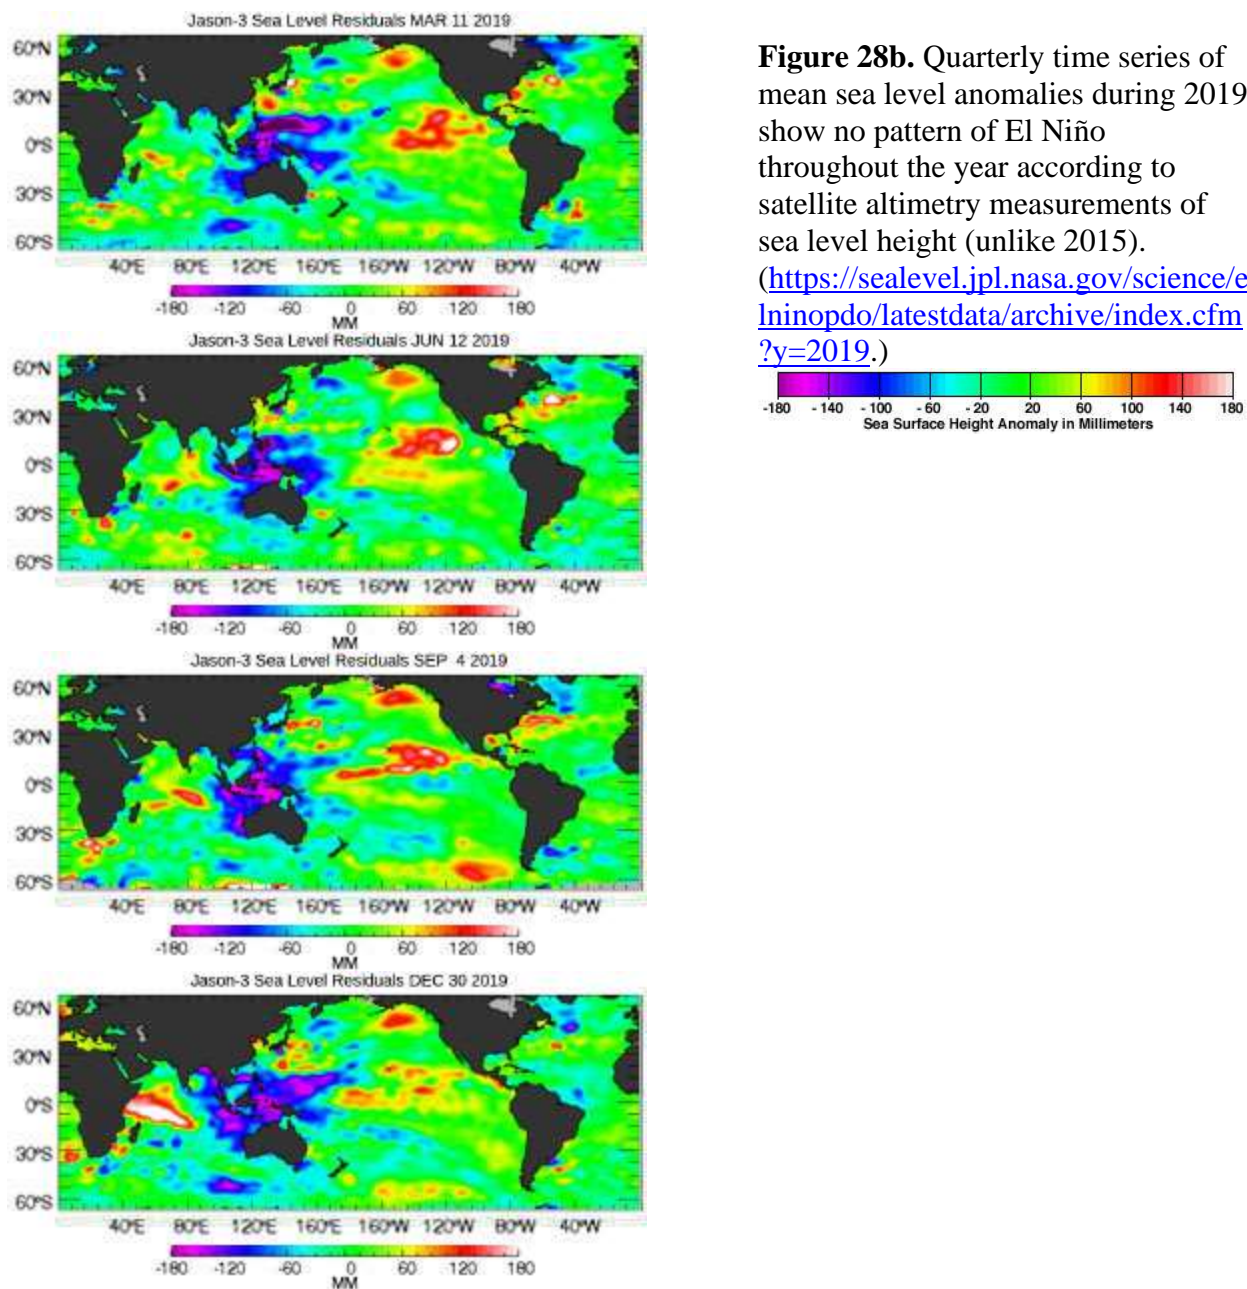 Jason-3 Sea Level Residuals MAR 11 2019
60°N
30°N
0°S
30°S
60°S
40°E 80°E 120°E 160°E 160°W 120°W 80°W 40°W
-180 -120 -60 0 60 120 180
MM
Jason-3 Sea Level Residuals JUN 12 2019
60°N
30°N
0°S
30°S
60°S
40°E 80°E 120°E 160°E 160°W 120°W 80°W 40°W
-180 -120 -60 0 60 120 180
MM
Jason-3 Sea Level Residuals SEP 4 2019
60°N
30°N
0°S
30°S
60°S
40°E 80°E 120°E 160°E 160°W 120°W 80°W 40°W
-180 -120 -60 0 60 120 180
MM
Jason-3 Sea Level Residuals DEC 30 2019
60°N
30°N
0°S
30°S
60°S
40°E 80°E 120°E 160°E 160°W 120°W 80°W 40°W
-180 -120 -60 0 60 120 180
MM
Figure 28b. Quarterly time series of
mean sea level anomalies during 2019
show no pattern of El Niño
throughout the year according to
satellite altimetry measurements of
sea level height (unlike 2015).
(https://sealevel.jpl.nasa.gov/science/e
lninopdo/latestdata/archive/index.cfm
?y=2019.)
-180 -140 -100 -60 -20 20 60 100 140 180
Sea Surface Height Anomaly in Millimeters